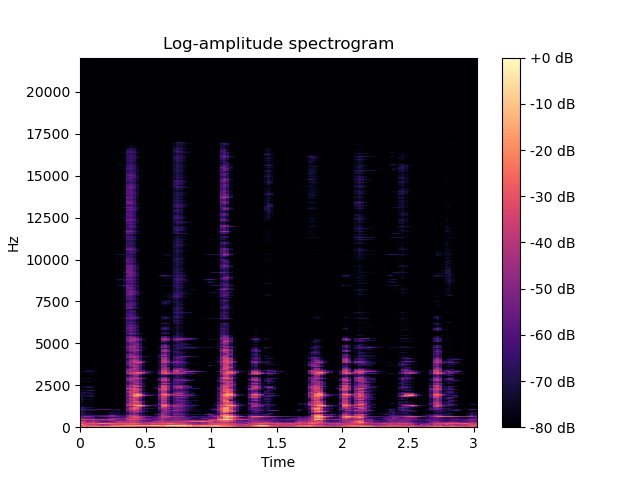 Log-amplitude spectrogram
+0 dB
20000
-10 dB
17500
-20 dB
15000
-30 dB
12500
Hz
-40 dB
10000
-50 dB
7500
-60 dB
5000
-70 dB
2500
0
-80 dB
0 0.5 1 1.5 2 2.5 3
Time